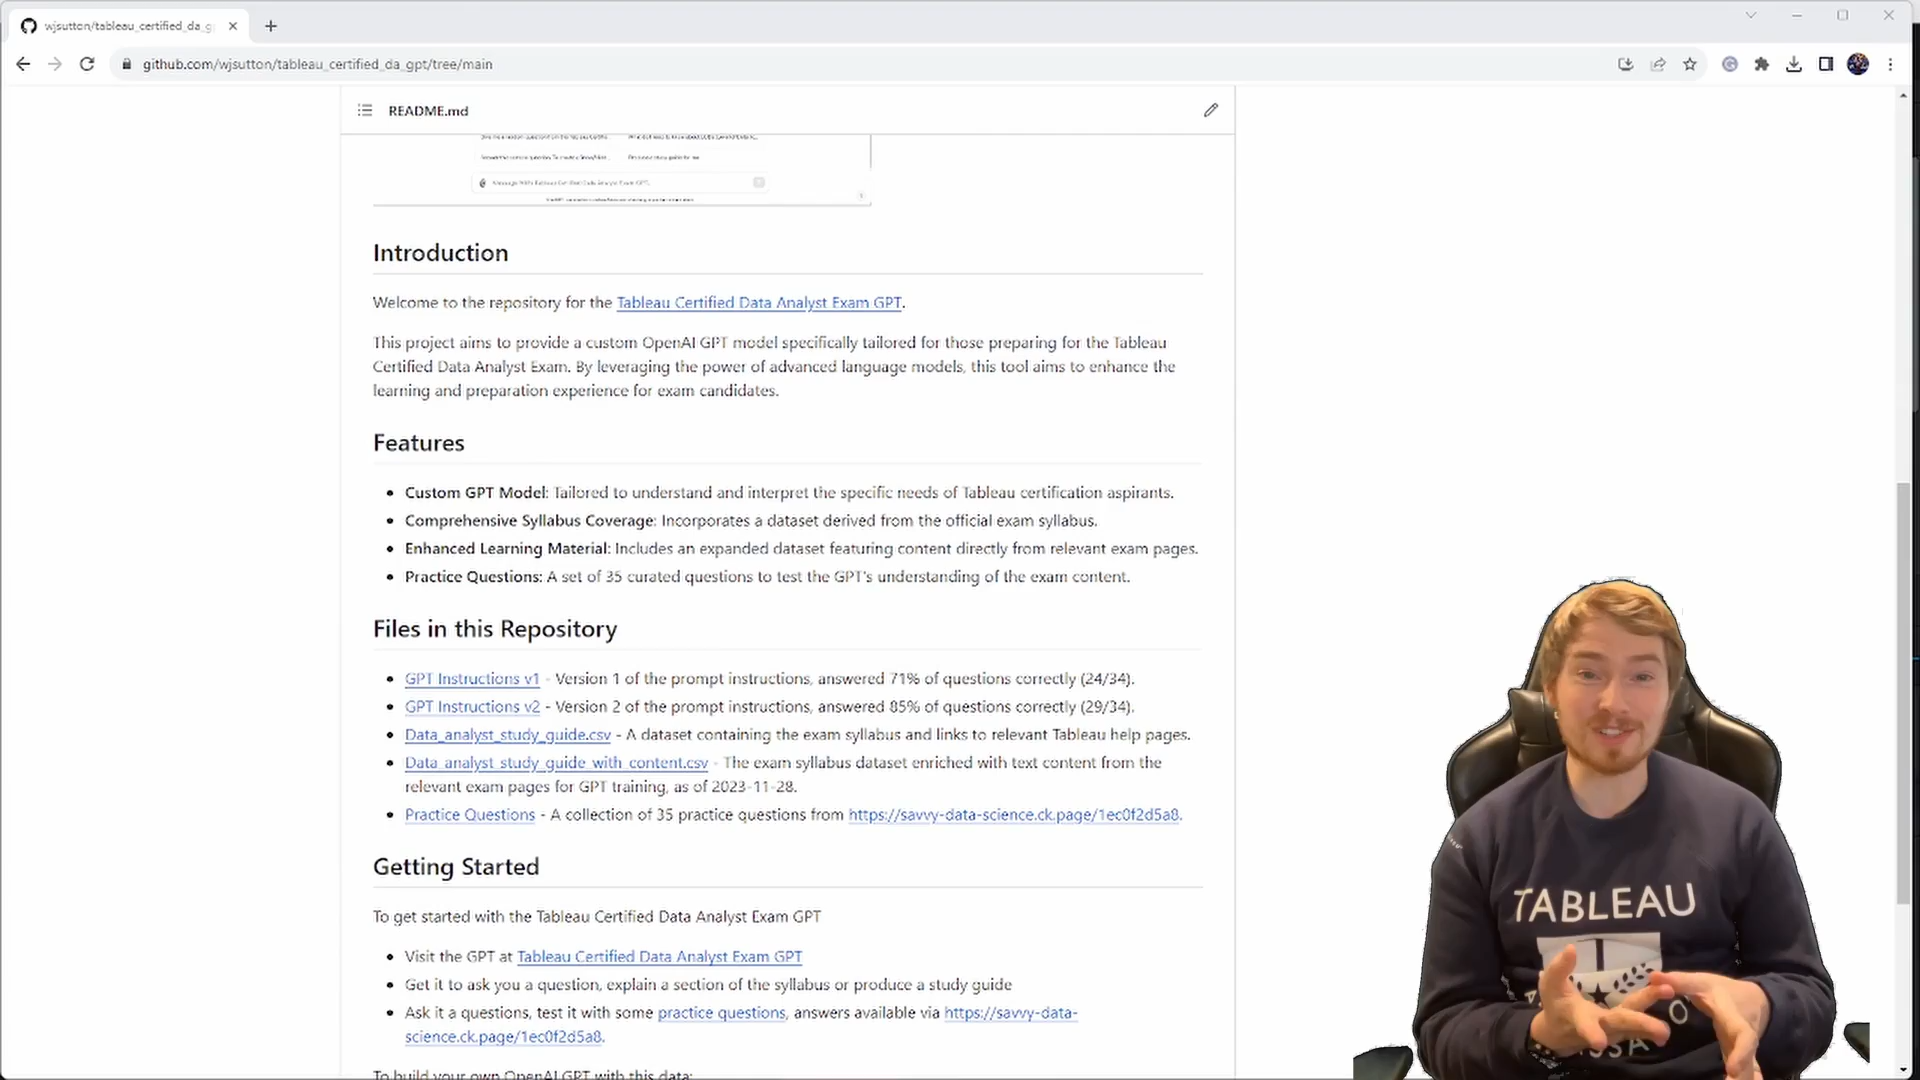 wjsutton/tableau_certified_da_g
github.com/wjsutton/tableau_certified_da_gpt/tree/main
README.md
Introduction
Welcome to the repository for the Tableau Certified Data Analyst Exam GPT.
This project aims to provide a custom OpenAI GPT model specifically tailored for those preparing for the Tableau
Certified Data Analyst Exam. By leveraging the power of advanced language models, this tool aims to enhance the
learning and preparation experience for exam candidates.
Features
• Custom GPT Model: Tailored to understand and interpret the specific needs of Tableau certification aspirants.
• Comprehensive Syllabus Coverage: Incorporates a dataset derived from the official exam syllabus.
• Enhanced Learning Material: Includes an expanded dataset featuring content directly from relevant exam pages.
• Practice Questions: A set of 35 curated questions to test the GPT's understanding of the exam content.
Files in this Repository
• GPT Instructions v1 - Version 1 of the prompt instructions, answered 71% of questions correctly (24/34).
• GPT Instructions v2 - Version 2 of the prompt instructions, answered 85% of questions correctly (29/34).
• Data_analyst_study_guide.csv - A dataset containing the exam syllabus and links to relevant Tableau help pages.
• Data_analyst_study_guide_with_content.csv - The exam syllabus dataset enriched with text content from the
relevant exam pages for GPT training, as of 2023-11-28.
• Practice Questions - A collection of 35 practice questions from https://savvy-data-science.ck.page/1ec0f2d5a8.
Getting Started
To get started with the Tableau Certified Data Analyst Exam GPT
• Visit the GPT at Tableau Certified Data Analyst Exam GPT
• Get it to ask you a question, explain a section of the syllabus or produce a study guide
• Ask it a questions, test it with some practice questions, answers available via https://savvy-data-
science.ck.page/1ec0f2d5a8.
To build your own OpenAI GPT with this data:
TABLEAU